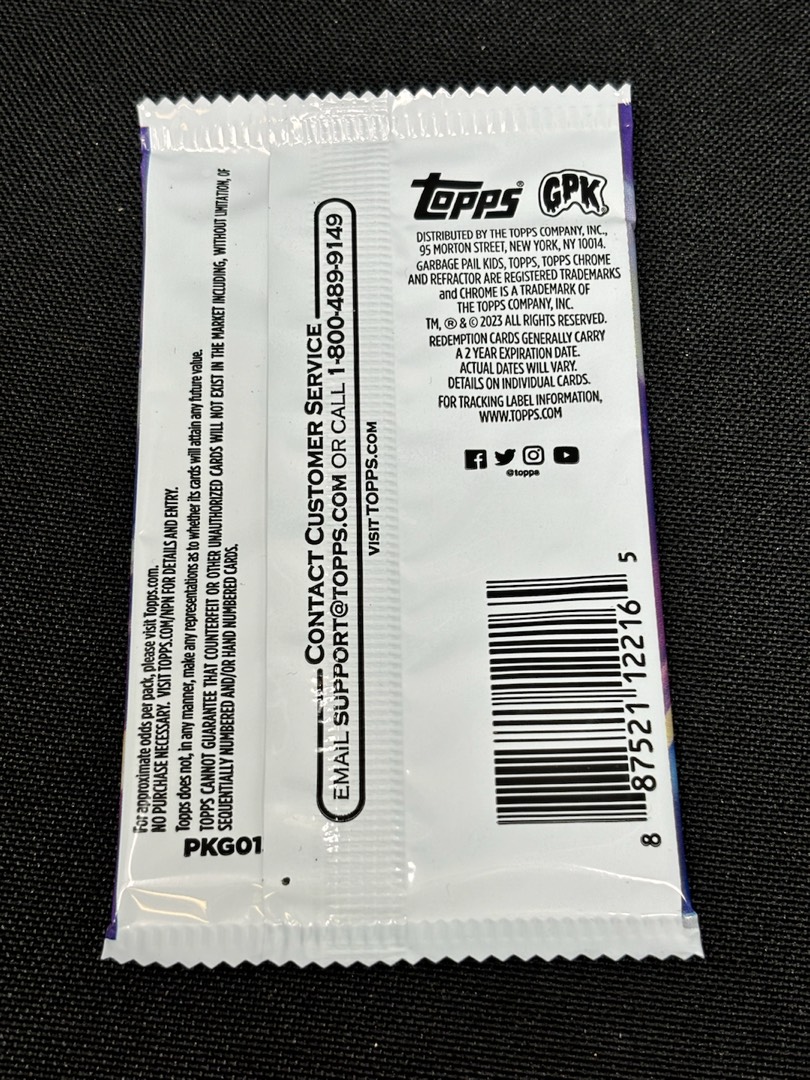 TOPPS® GPK
DISTRIBUTED BY THE TOPPS COMPANY, INC.,
95 MORTON STREET, NEW YORK, NY 10014.
GARBAGE PAIL KIDS, TOPPS, TOPPS CHROME
AND REFRACTOR ARE REGISTERED TRADEMARKS
and CHROME IS A TRADEMARK OF
THE TOPPS COMPANY, INC.
TM, ® & © 2023 ALL RIGHTS RESERVED.
REDEMPTION CARDS GENERALLY CARRY
A 2 YEAR EXPIRATION DATE.
ACTUAL DATES WILL VARY.
DETAILS ON INDIVIDUAL CARDS.
FOR TRACKING LABEL INFORMATION,
WWW.TOPPS.COM
@topps
8 87521 12216 5
CONTACT CUSTOMER SERVICE
EMAIL SUPPORT@TOPPS.COM OR CALL 1-800-489-9149
VISIT TOPPS.COM
For approximate odds per pack, please visit Topps.com.
NO PURCHASE NECESSARY. VISIT TOPPS.COM/NPN FOR DETAILS AND ENTRY.
Topps does not, in any manner, make any representations as to whether its cards will attain any future value.
TOPPS CANNOT GUARANTEE THAT COUNTERFEIT OR OTHER UNAUTHORIZED CARDS WILL NOT EXIST IN THE MARKET INCLUDING, WITHOUT LIMITATION, OF
SEQUENTIALLY NUMBERED AND/OR HAND NUMBERED CARDS.
PKG01